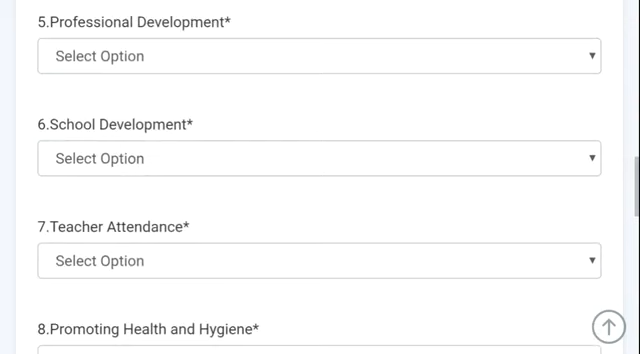 5.Professional Development*
Select Option
6.School Development*
Select Option
7.Teacher Attendance*
Select Option
8.Promoting Health and Hygiene*